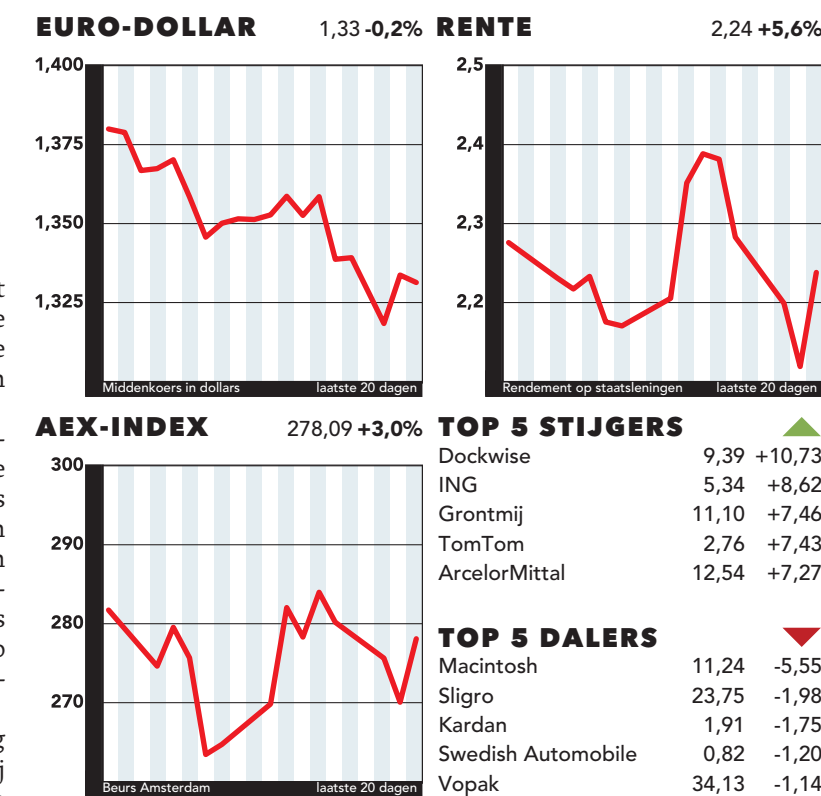 EURO-DOLLAR 1,33 -0,2%
1,400
1,375
1,350
1,325
Middenkoers in dollars laatste 20 dagen
RENTE 2,24 +5,6%
2,5
2,4
2,3
2,2
Rendement op staatsleningen laatste 20 dagen
AEX-INDEX 278,09 +3,0%
300
290
280
270
Beurs Amsterdam laatste 20 dagen
TOP 5 STIJGERS
Dockwise 9,39 +10,73
ING 5,34 +8,62
Grontmij 11,10 +7,46
TomTom 2,76 +7,43
ArcelorMittal 12,54 +7,27
TOP 5 DALERS
Macintosh 11,24 -5,55
Sligro 23,75 -1,98
Kardan 1,91 -1,75
Swedish Automobile 0,82 -1,20
Vopak 34,13 -1,14